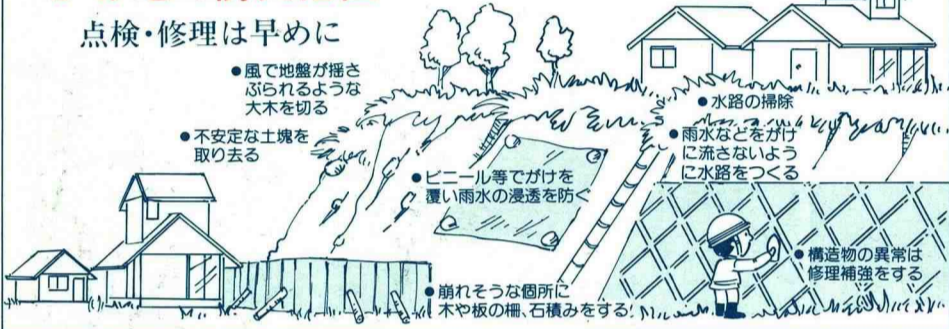 点検・修理は早めに
●風で地盤が揺さ
ぶられるような
大木を切る
●不安定な土塊を
取り去る
●ビニール等でがけを
覆い雨水の浸透を防ぐ
●水路の掃除
●雨水などをがけ
に流さないよう
に水路をつくる
●構造物の異常は
修理補強をする
●崩れそうな個所に
木や板の柵、石積みをする